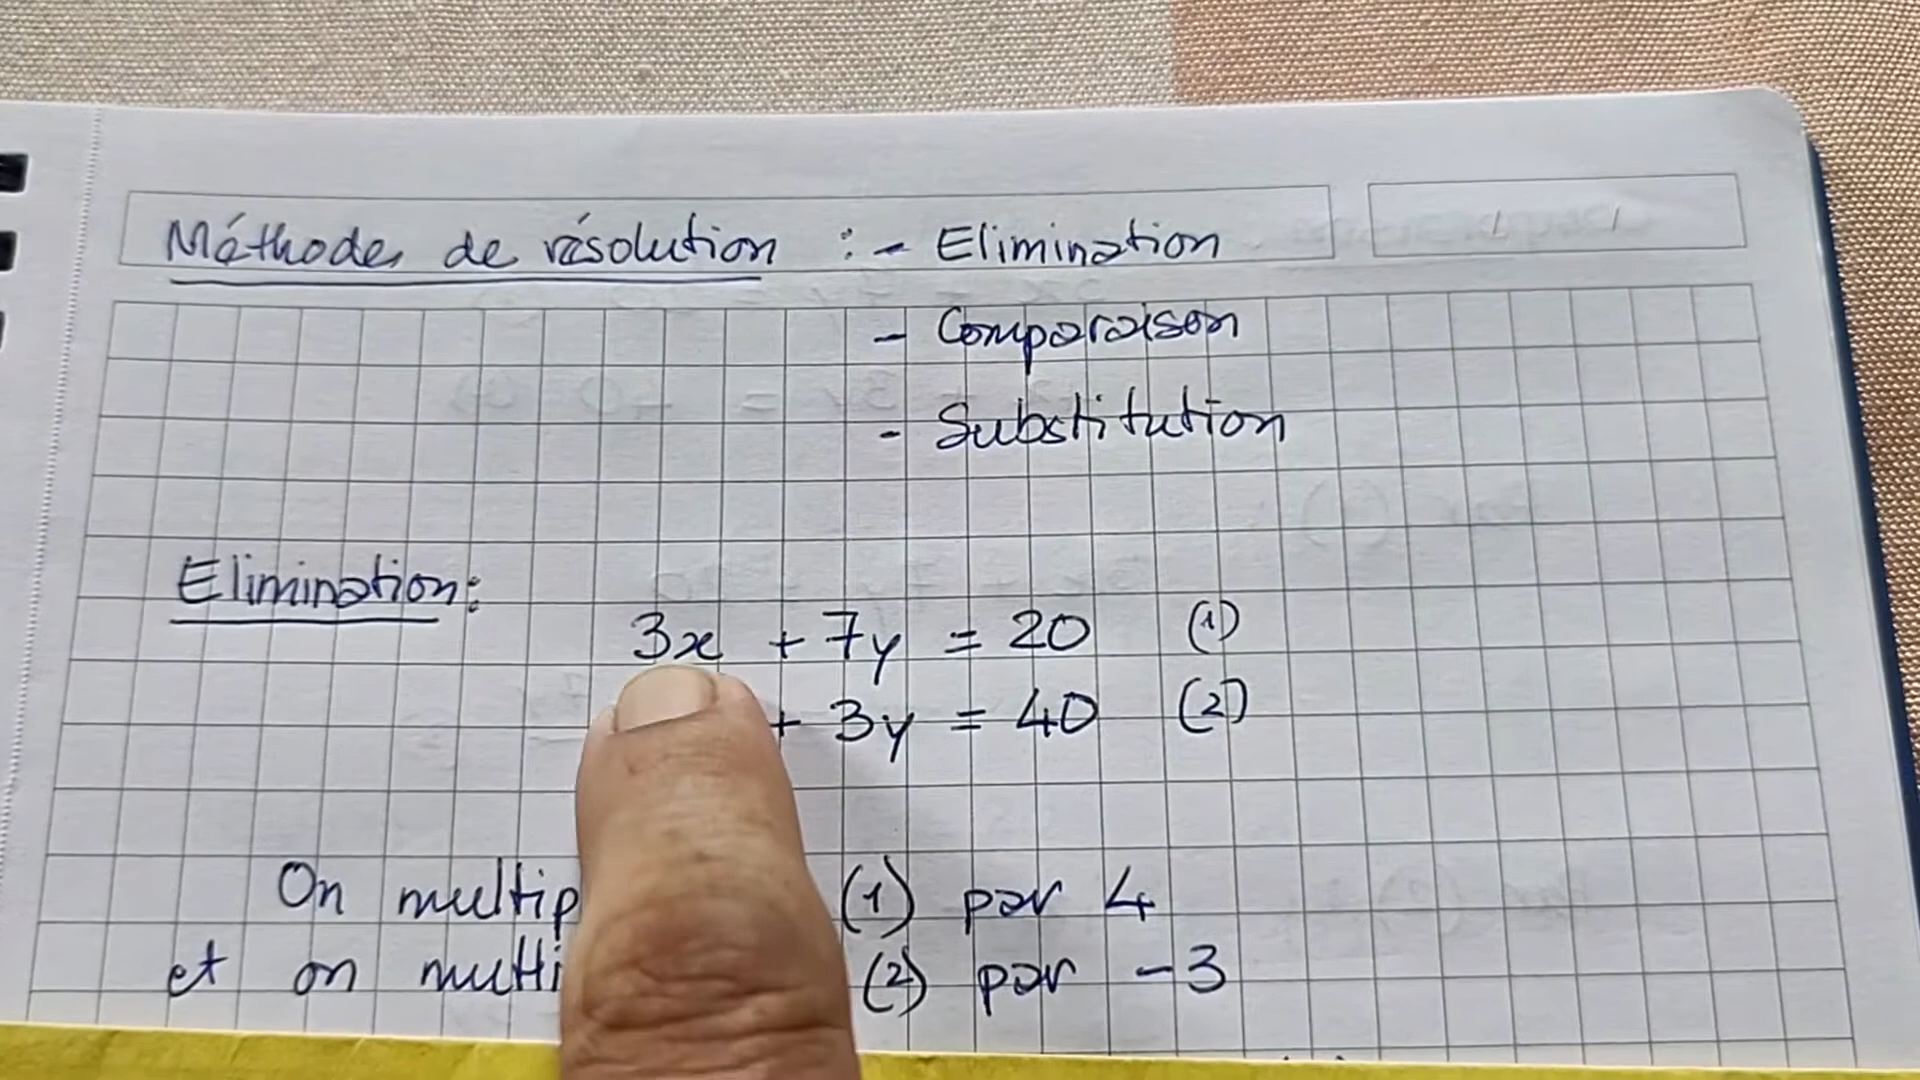 Méthodes de résolution : - Elimination
- Comparaison
- Substitution
Elimination:
3x + 7y = 20 (1)
+ 3y = 40 (2)
On multip (1) par 4
et on multi (2) par -3